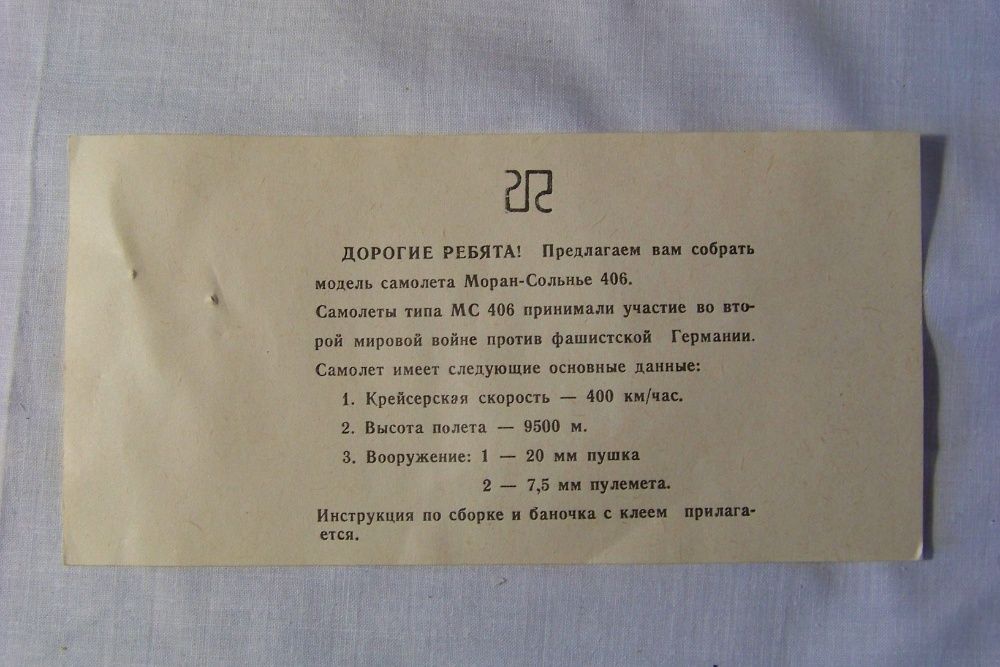 ДОРОГИЕ РЕБЯТА! Предлагаем вам собрать
модель самолета Моран-Сольнье 406.
Самолеты типа МС 406 принимали участие во вто-
рой мировой войне против фашистской Германии.
Самолет имеет следующие основные данные:
1. Крейсерская скорость — 400 км/час.
2. Высота полета — 9500 м.
3. Вооружение: 1 — 20 мм пушка
2 — 7,5 мм пулемета.
Инструкция по сборке и баночка с клеем прилага-
ется.